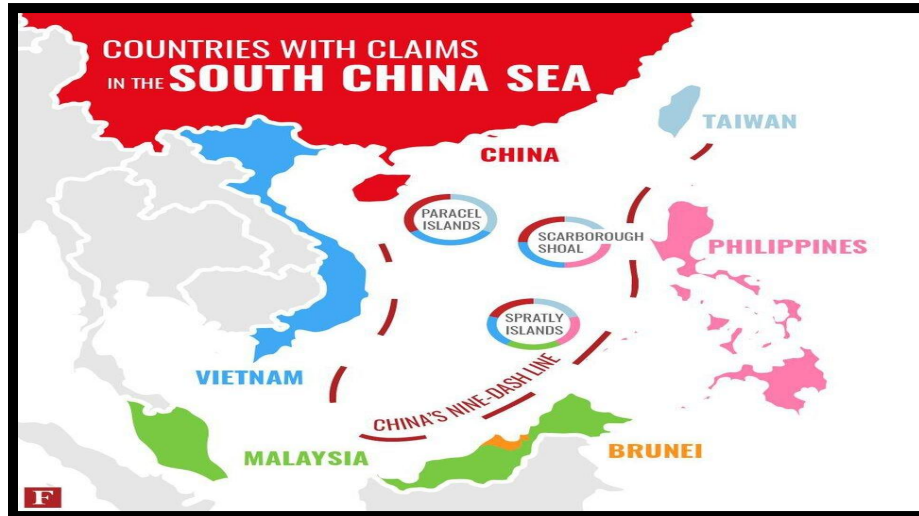 COUNTRIES WITH CLAIMS
IN THE SOUTH CHINA SEA
TAIWAN
CHINA
PARACEL
ISLANDS
SCARBOROUGH
SHOAL
PHILIPPINES
SPRATLY
ISLANDS
VIETNAM
CHINA'S NINE-DASH LINE
MALAYSIA
BRUNEI
F